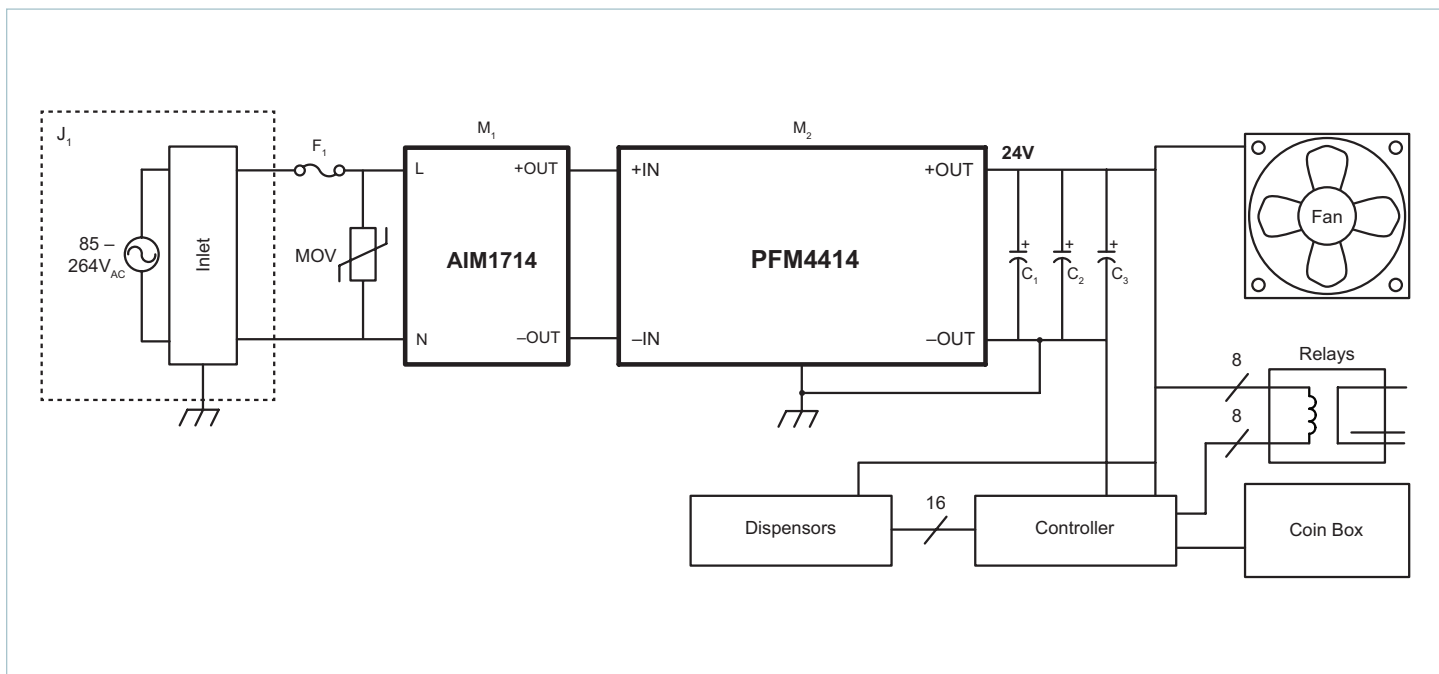 J1
F1
M1
M2
85 –
264VAC
Inlet
MOV
L
N
+OUT
–OUT
AIM1714
+IN
–IN
PFM4414
+OUT
–OUT
24V
+
C1
+
C2
+
C3
Fan
Relays
8
8
Dispensors
16
Controller
Coin Box